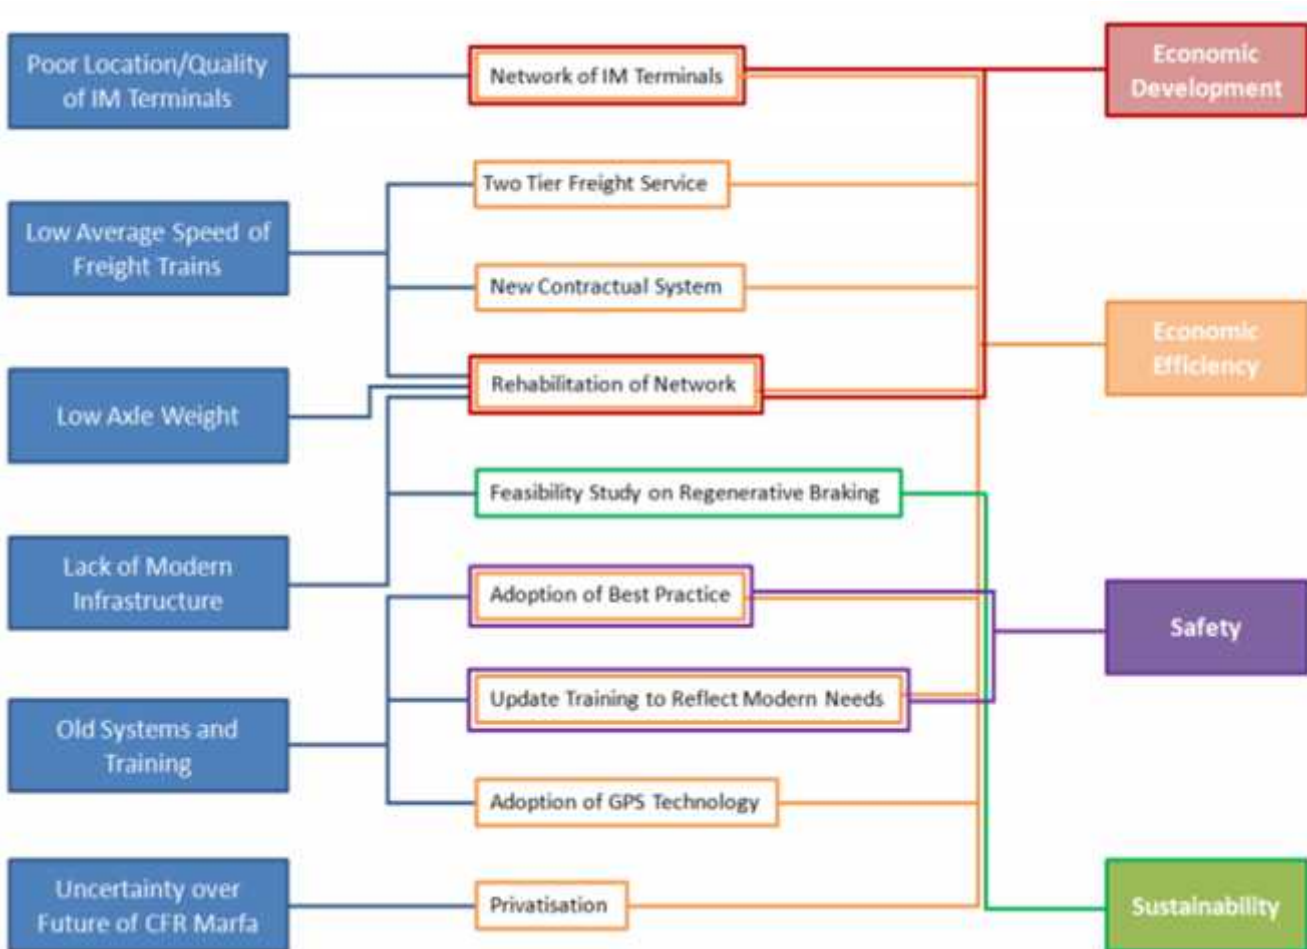 Poor Location/Quality
of IM Terminals
Low Average Speed of
Freight Trains
Low Axle Weight
Lack of Modern
Infrastructure
Old Systems and
Training
Uncertainty over
Future of CFR Marfa
Network of IM Terminals
Two Tier Freight Service
New Contractual System
Rehabilitation of Network
Feasibility Study on Regenerative Braking
Adoption of Best Practice
Update Training to Reflect Modern Needs
Adoption of GPS Technology
Privatisation
Economic
Development
Economic
Efficiency
Safety
Sustainability